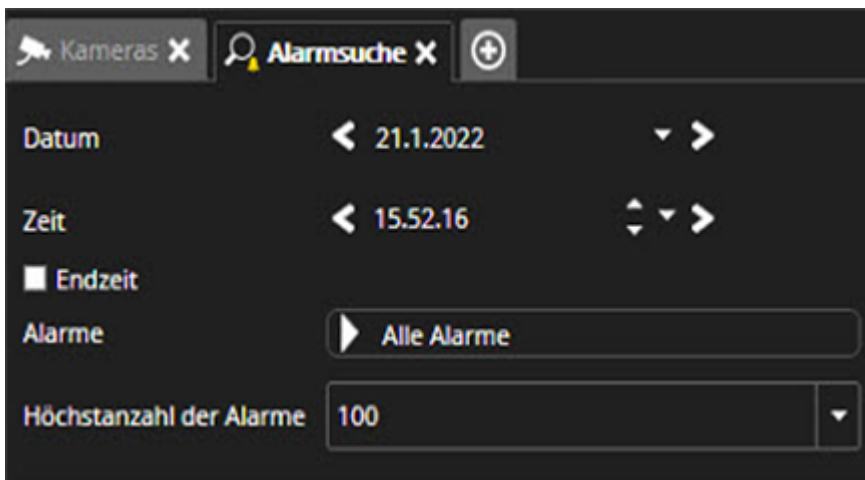 Kameras Alarmsuche
Datum 21.1.2022
Zeit 15.52.16
Endzeit
Alarme Alle Alarme
Höchstanzahl der Alarme 100